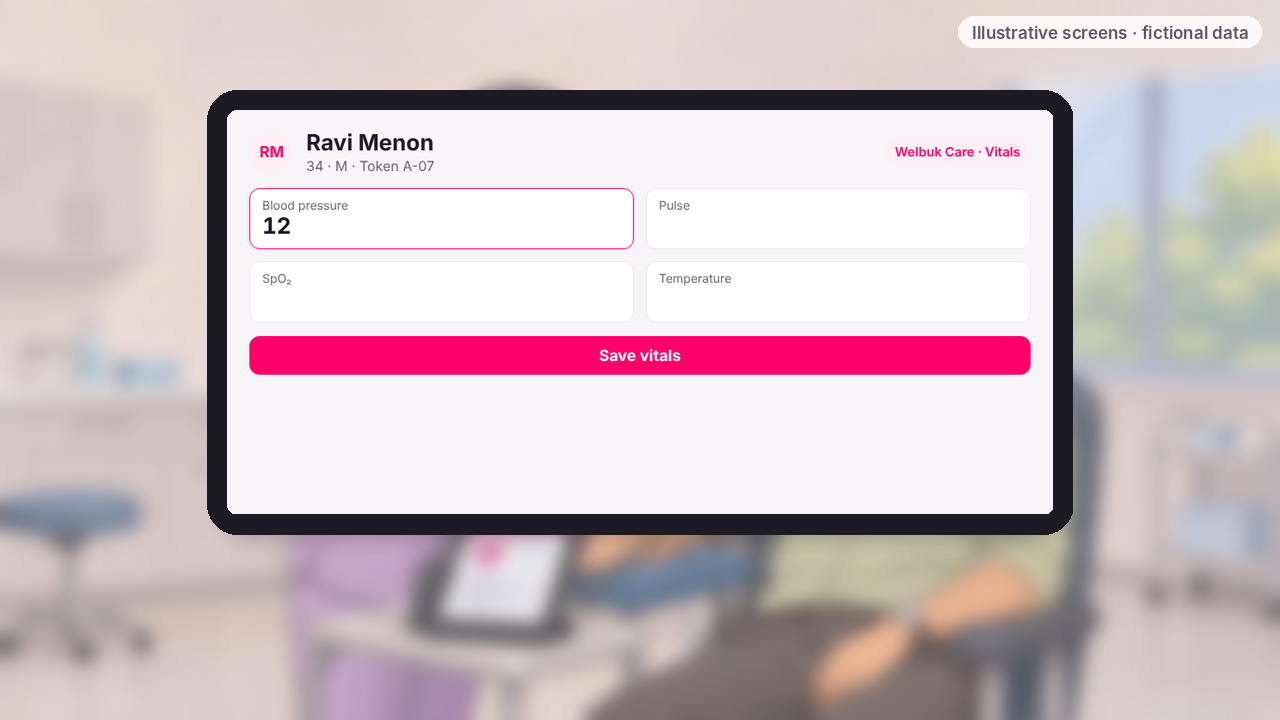 Illustrative screens · fictional data
RM
Ravi Menon
34 · M · Token A-07
Welbuk Care · Vitals
Blood pressure
12
Pulse
SpO₂
Temperature
Save vitals